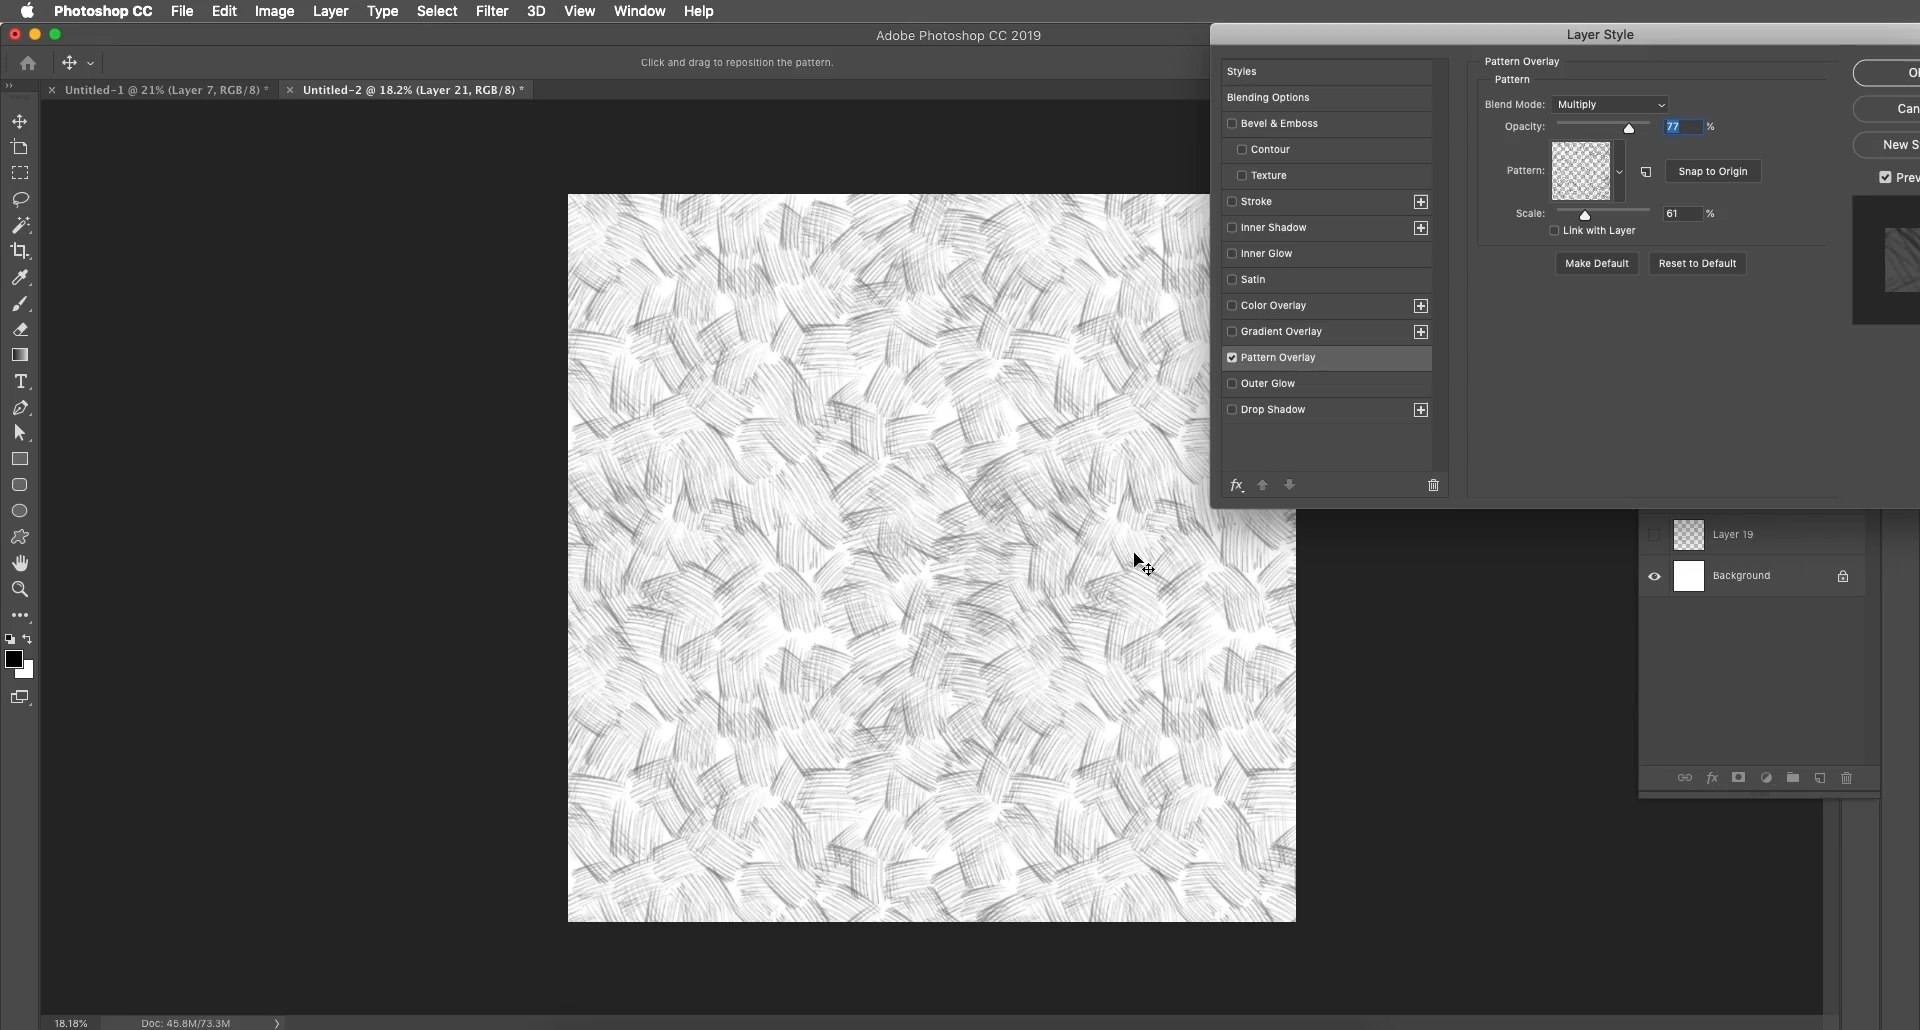 Photoshop CC File Edit Image Layer Type Select Filter 3D View Window Help
Adobe Photoshop CC 2019
Layer Style
Click and drag to reposition the pattern.
Untitled-1 @ 21% (Layer 7, RGB/8) *
Untitled-2 @ 18.2% (Layer 21, RGB/8) *
Styles
Blending Options
Bevel & Emboss
Contour
Texture
Stroke
Inner Shadow
Inner Glow
Satin
Color Overlay
Gradient Overlay
Pattern Overlay
Outer Glow
Drop Shadow
fx
Pattern Overlay
Pattern
Blend Mode: Multiply
Opacity: 77 %
Pattern: Snap to Origin
Scale: 61 %
Link with Layer
Make Default Reset to Default
Can
New S
Prev
Layer 19
Background
fx
18.18% Doc: 45.8M/73.3M